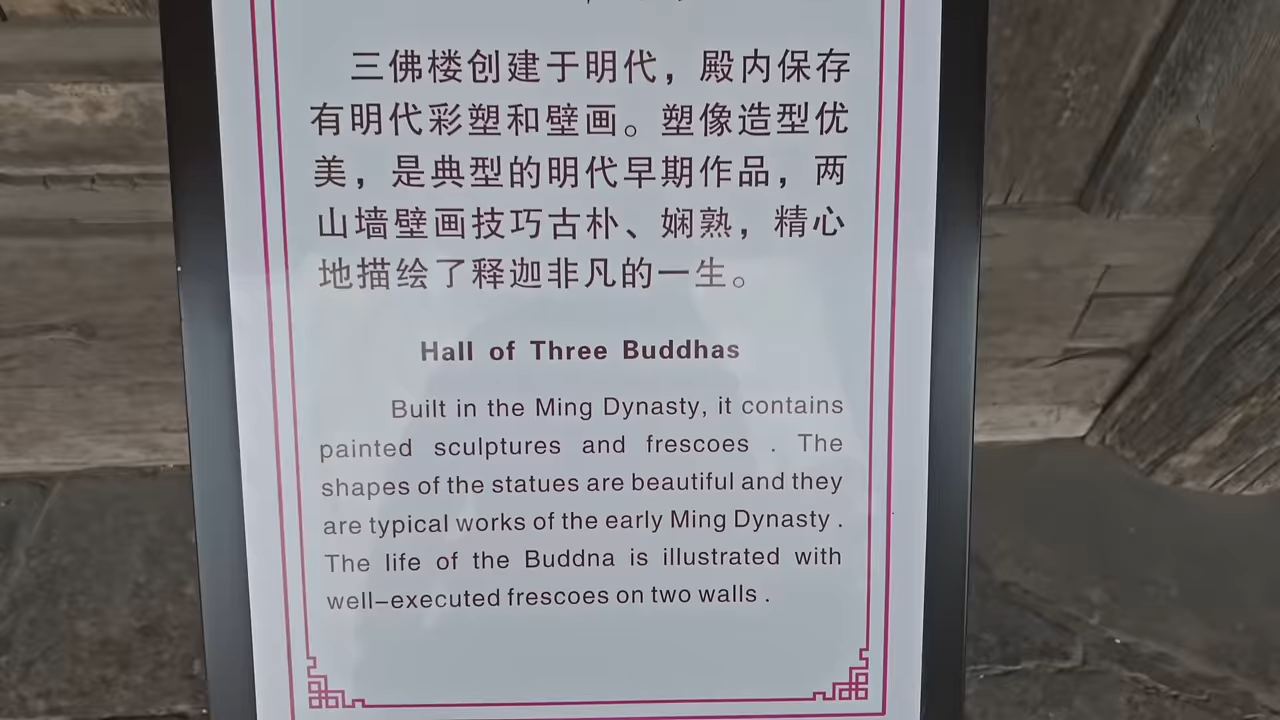 三佛楼创建于明代，殿内保存
有明代彩塑和壁画。塑像造型优
美，是典型的明代早期作品，两
山墙壁画技巧古朴、娴熟，精心
地描绘了释迦非凡的一生。
Hall of Three Buddhas
Built in the Ming Dynasty, it contains
painted sculptures and frescoes . The
shapes of the statues are beautiful and they
are typical works of the early Ming Dynasty .
The life of the Buddna is illustrated with
well–executed frescoes on two walls .